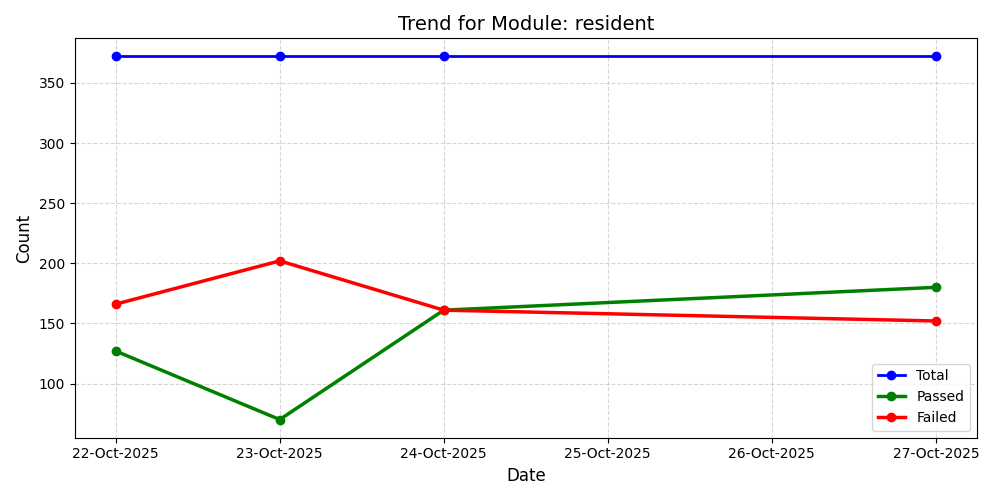 Trend for Module: resident
Count
350
300
250
200
150
100
Total
Passed
Failed
22-Oct-2025
23-Oct-2025
24-Oct-2025
25-Oct-2025
26-Oct-2025
27-Oct-2025
Date